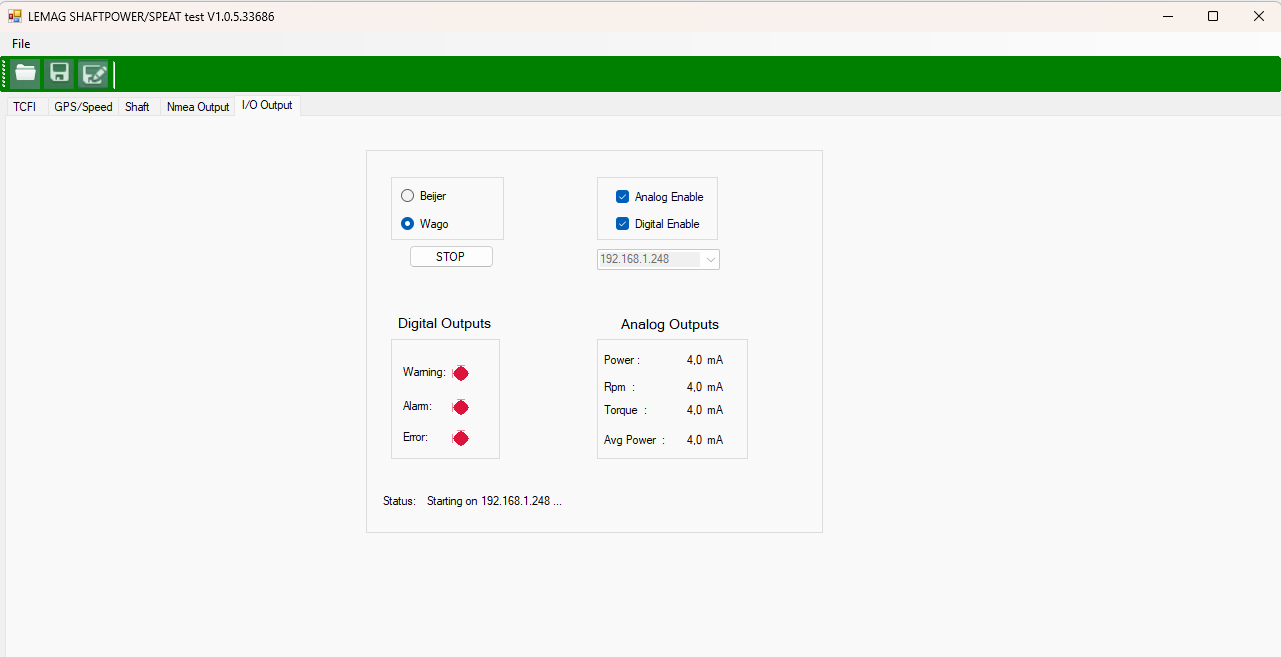 LEMAG SHAFTPOWER/SPEAT test V1.0.5.33686
File
TCFI GPS/Speed Shaft Nmea Output I/O Output
Beijer
Wago
STOP
Analog Enable
Digital Enable
192.168.1.248
Digital Outputs
Warning:
Alarm:
Error:
Analog Outputs
Power : 4,0 mA
Rpm : 4,0 mA
Torque : 4,0 mA
Avg Power : 4,0 mA
Status: Starting on 192.168.1.248 ...